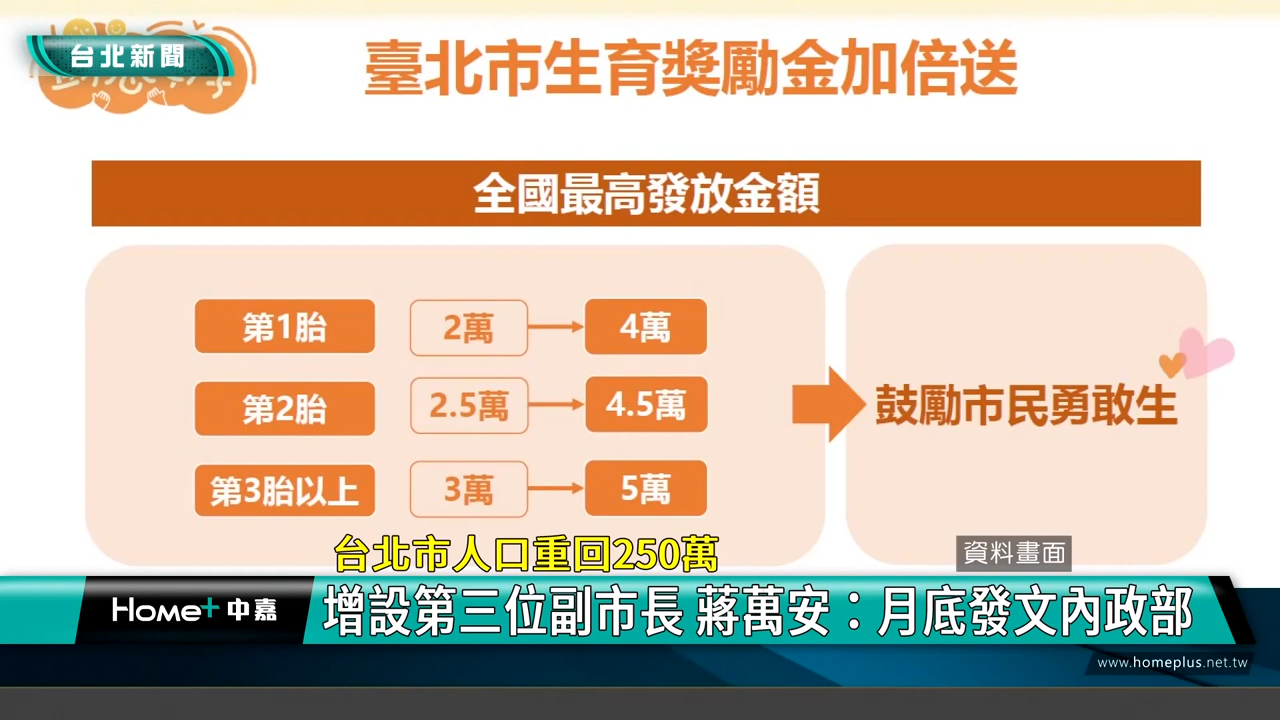 台北新聞
臺北市生育獎勵金加倍送
全國最高發放金額
第1胎 2萬 4萬
第2胎 2.5萬 4.5萬
第3胎以上 3萬 5萬
鼓勵市民勇敢生
台北市人口重回250萬
資料畫面
Home+中嘉
增設第三位副市長 蔣萬安：月底發文內政部
www.homeplus.net.tw